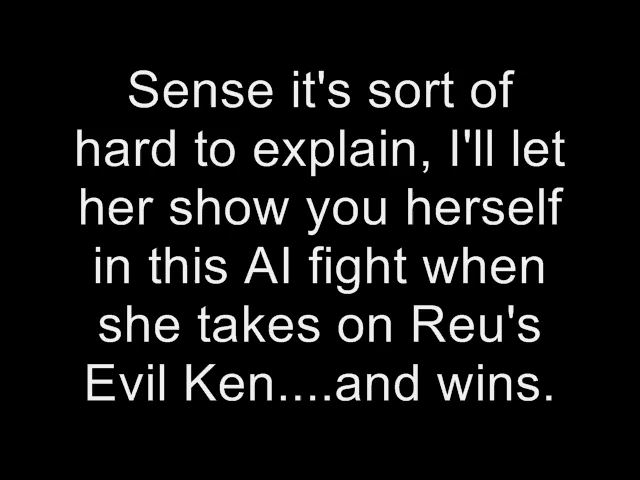 Sense it's sort of
hard to explain, I'll let
her show you herself
in this AI fight when
she takes on Reu's
Evil Ken....and wins.